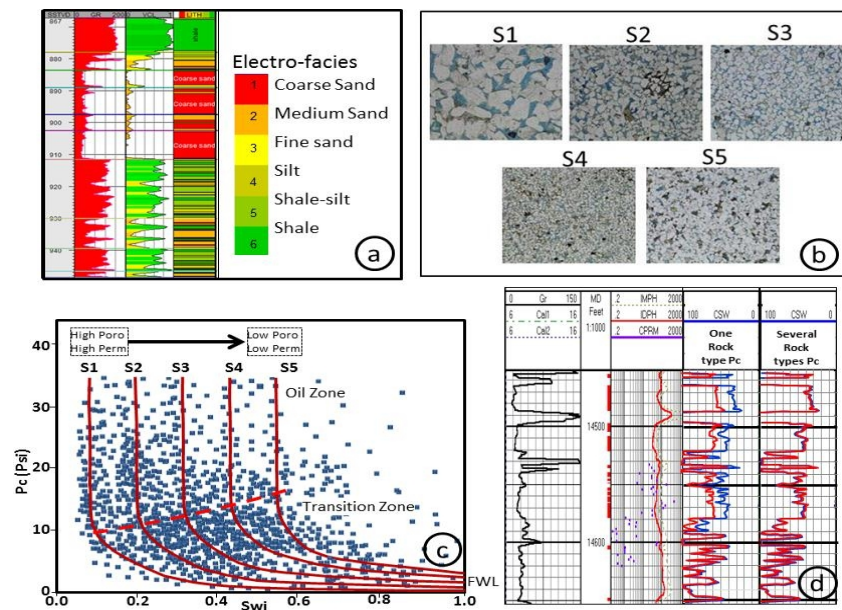 SSTVD GR 200 VCL 1 LITH
867
880
890
900
910
920
930
940
shale
Coarse sand
Coarse sand
Coarse sand
Electro-facies
1 Coarse Sand
2 Medium Sand
3 Fine sand
4 Silt
5 Shale-silt
6 Shale
a
S1 S2 S3
S4 S5
b
High Poro
High Perm
Low Poro
Low Perm
S1 S2 S3 S4 S5
Oil Zone
Transition Zone
FWL
Pc (Psi)
40
30
20
10
0
0.0 0.2 0.4 0.6 0.8 1.0
Swi
c
0 Gr 150
6 Cal1 16
6 Cal2 16
MD
Feet
1:1000
.2 IMPH 2000
.2 IDPH 2000
.2 CPRM 2000
100 CSW 0
One
Rock
type Pc
100 CSW 0
Several
Rock
types Pc
14500
14600
d